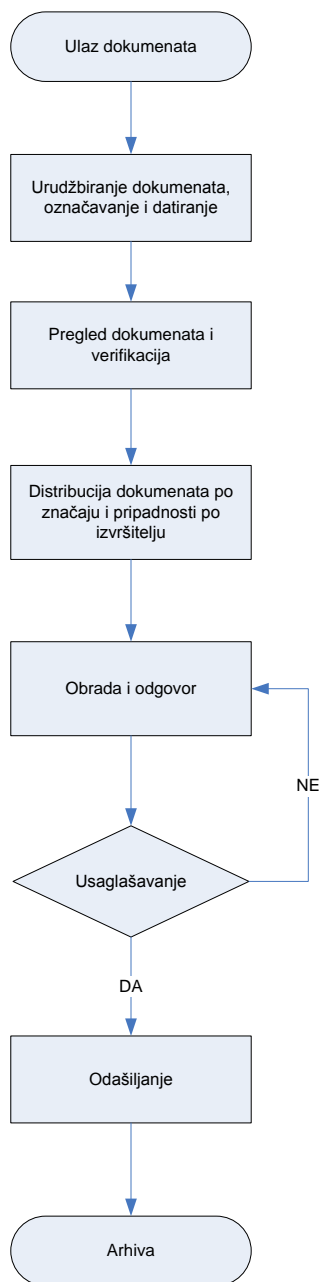 Ulaz dokumenata
Urudžbiranje dokumenata,
označavanje i datiranje
Pregled dokumenata i
verifikacija
Distribucija dokumenata po
značaju i pripadnosti po
izvršitelju
Obrada i odgovor
NE
Usaglašavanje
DA
Odašiljanje
Arhiva